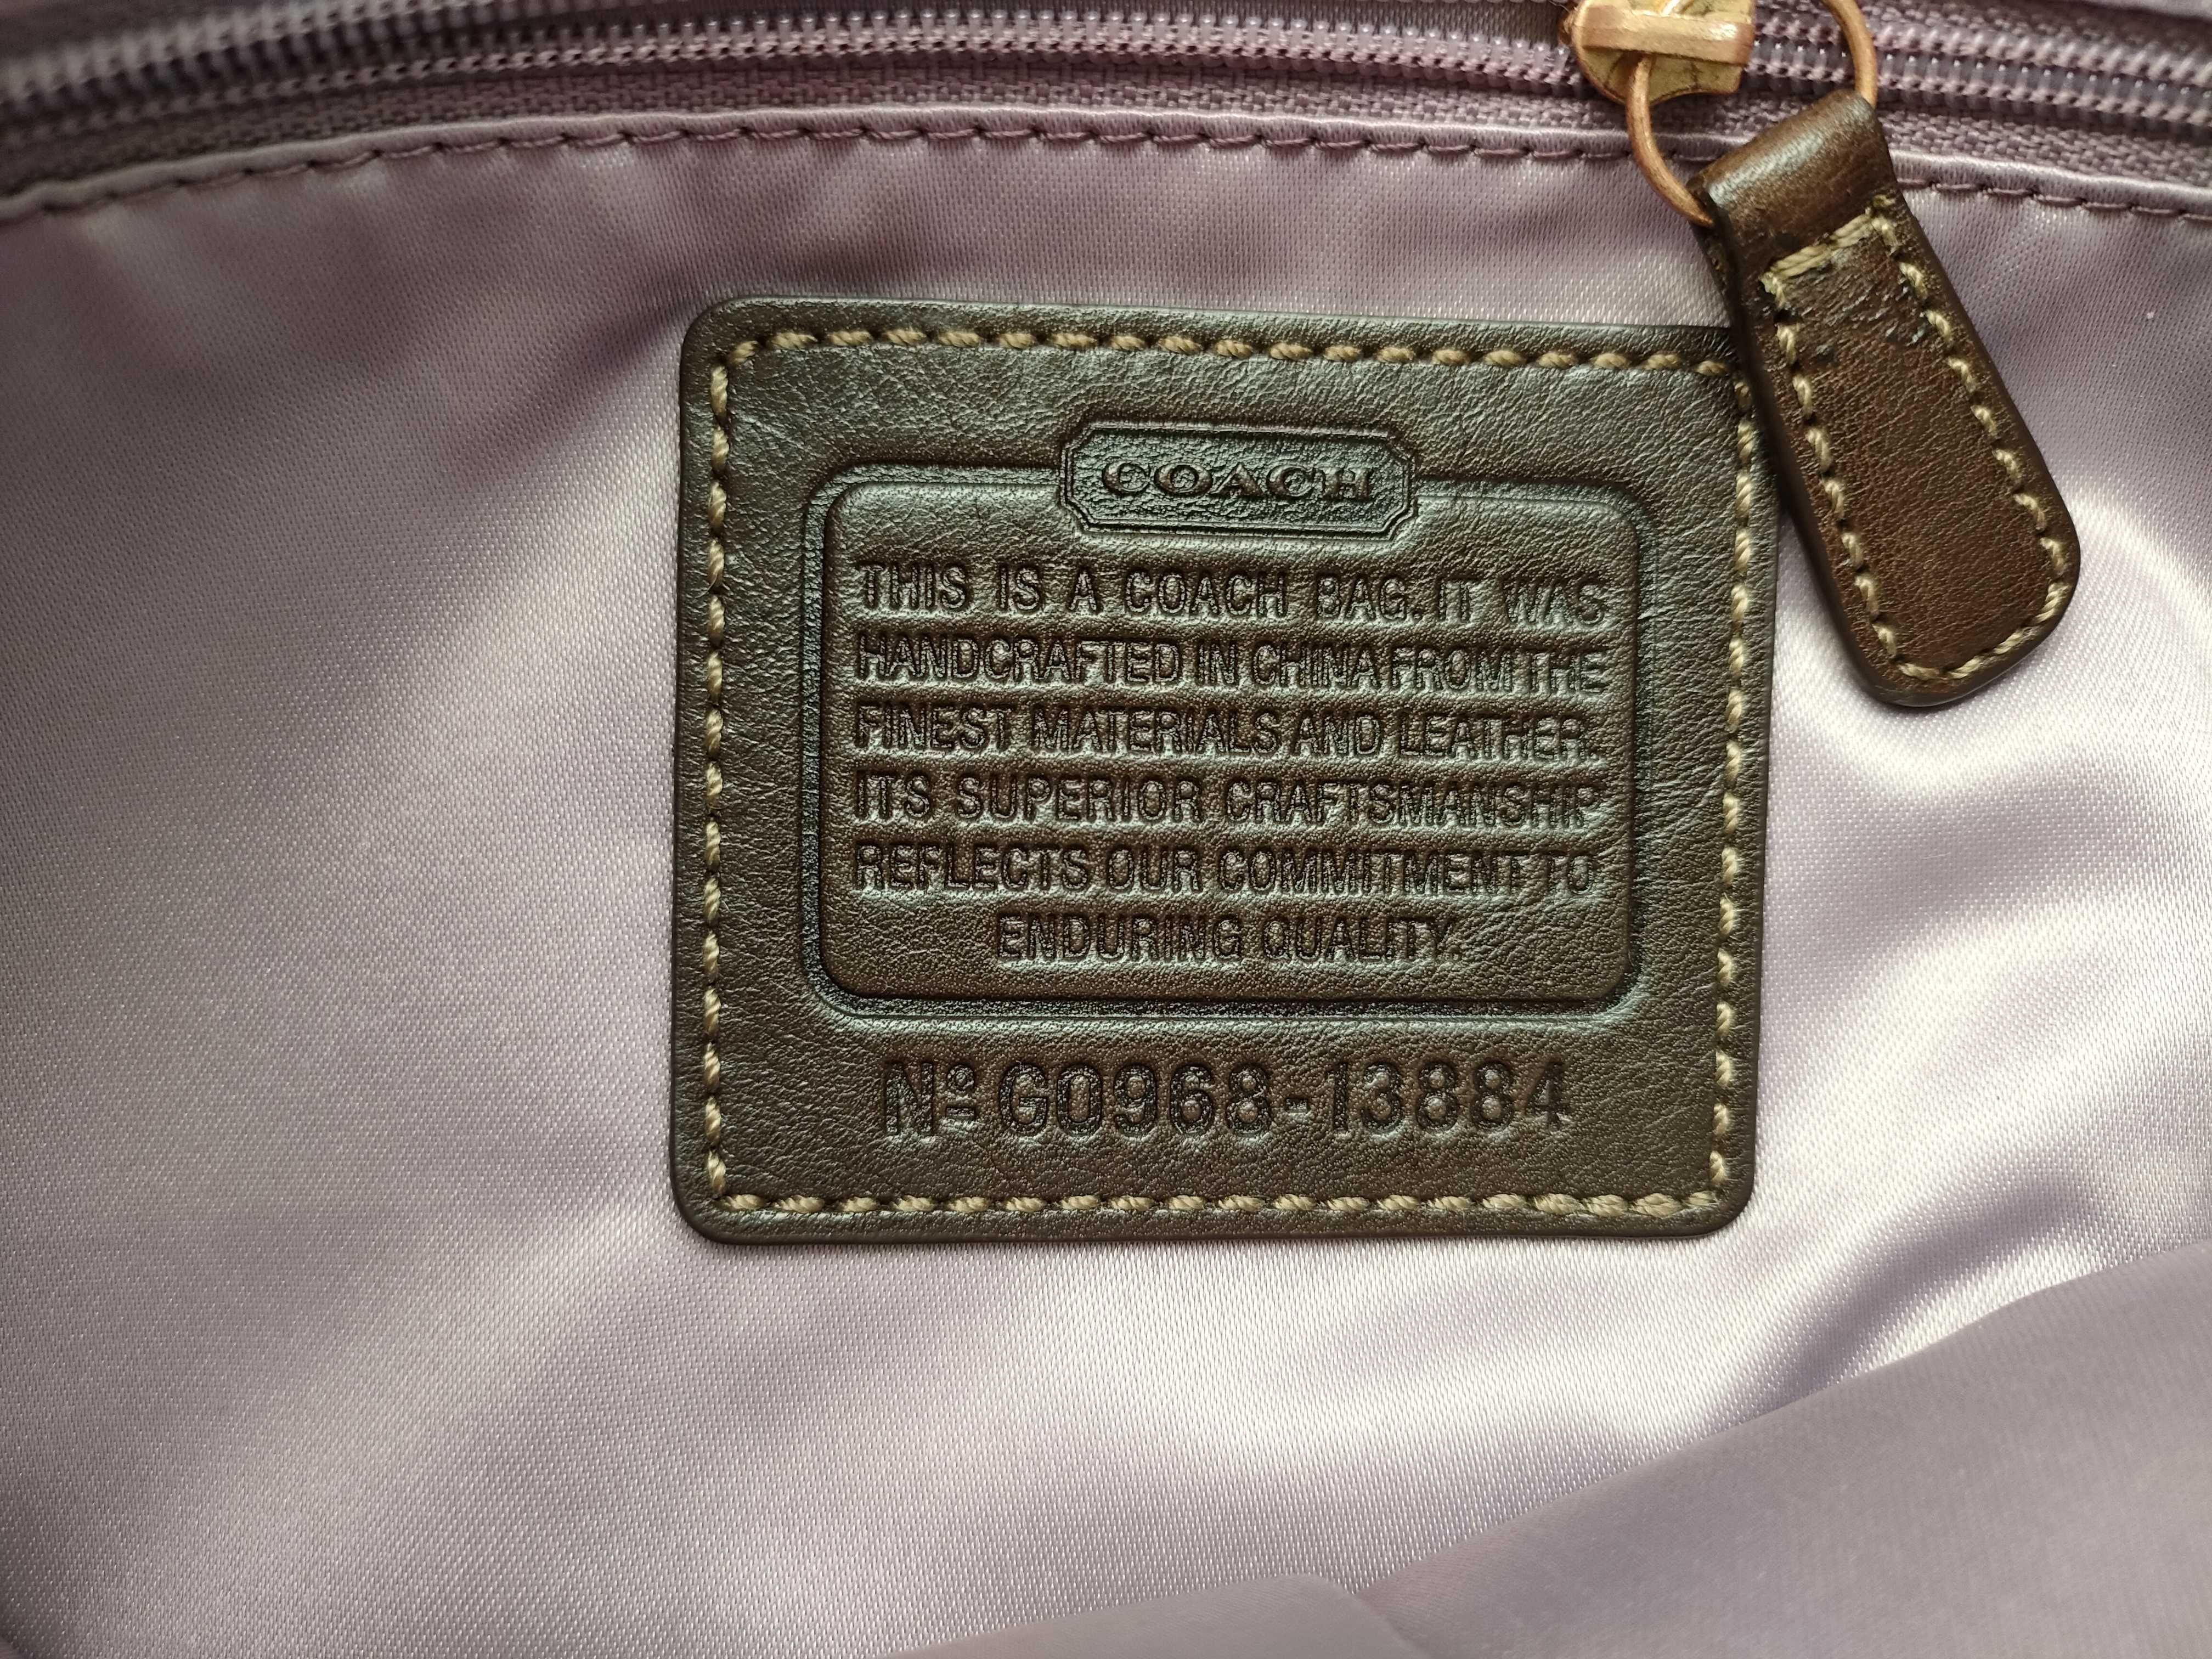 COACH
THIS IS A COACH BAG. IT WAS
HANDCRAFTED IN CHINA FROM THE
FINEST MATERIALS AND LEATHER.
ITS SUPERIOR CRAFTSMANSHIP
REFLECTS OUR COMMITMENT TO
ENDURING QUALITY.
Nº G0968-13884